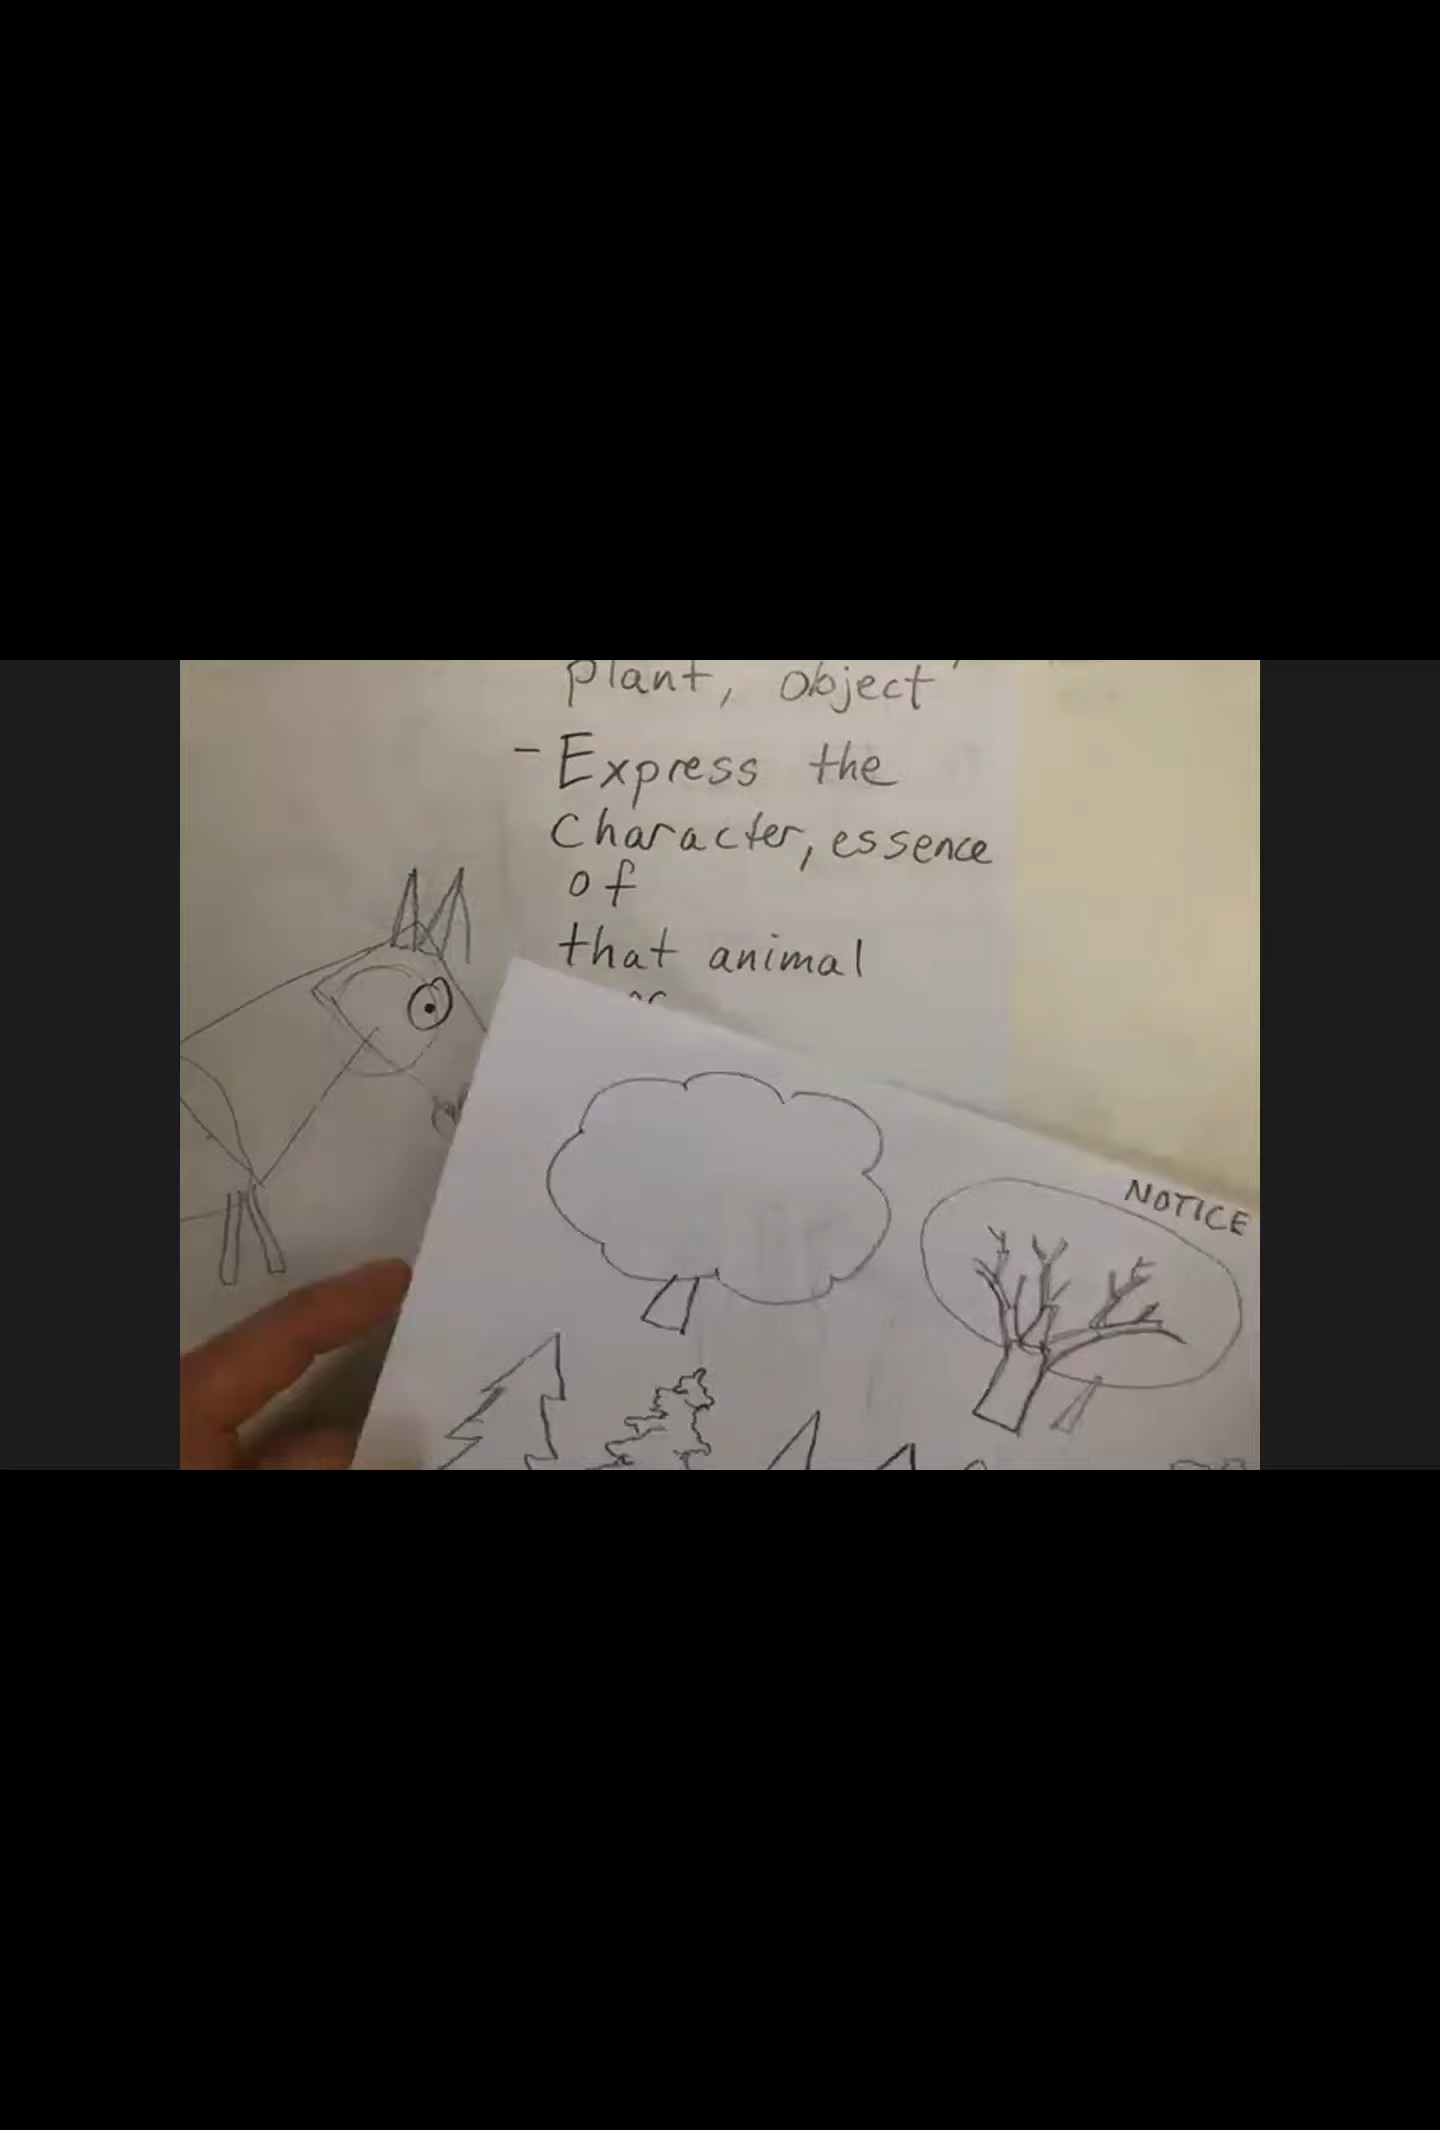 plant, object
- Express the
character, essence
of
that animal
NOTICE